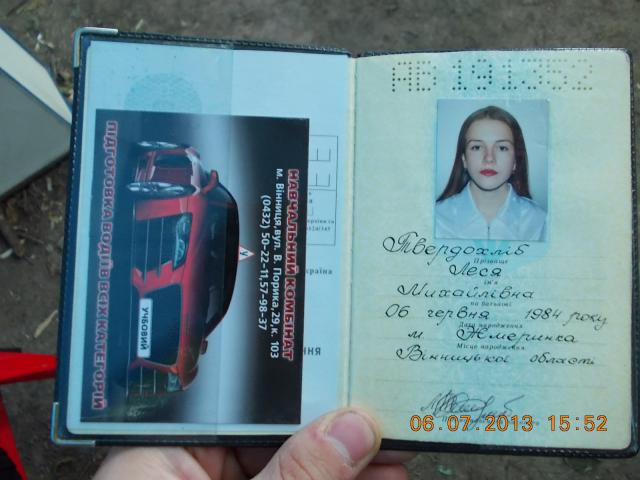 ПІДГОТОВКА ВОДІЇВ ВСІХ КАТЕГОРІЙ
УЧБОВИЙ
У
НАВЧАЛЬНИЙ КОМБІНАТ
м. Вінниця, вул. В. Порика, 29, к. 103
(0432) 50-22-11, 57-98-37
АВ 191352
Твердохліб
Прізвище
Леся
ім'я
Михайлівна
по батькові
06 червня 1984 року
Дата народження
м. Жмеринка
Місце народження
Вінницької області
06.07.2013 15:52